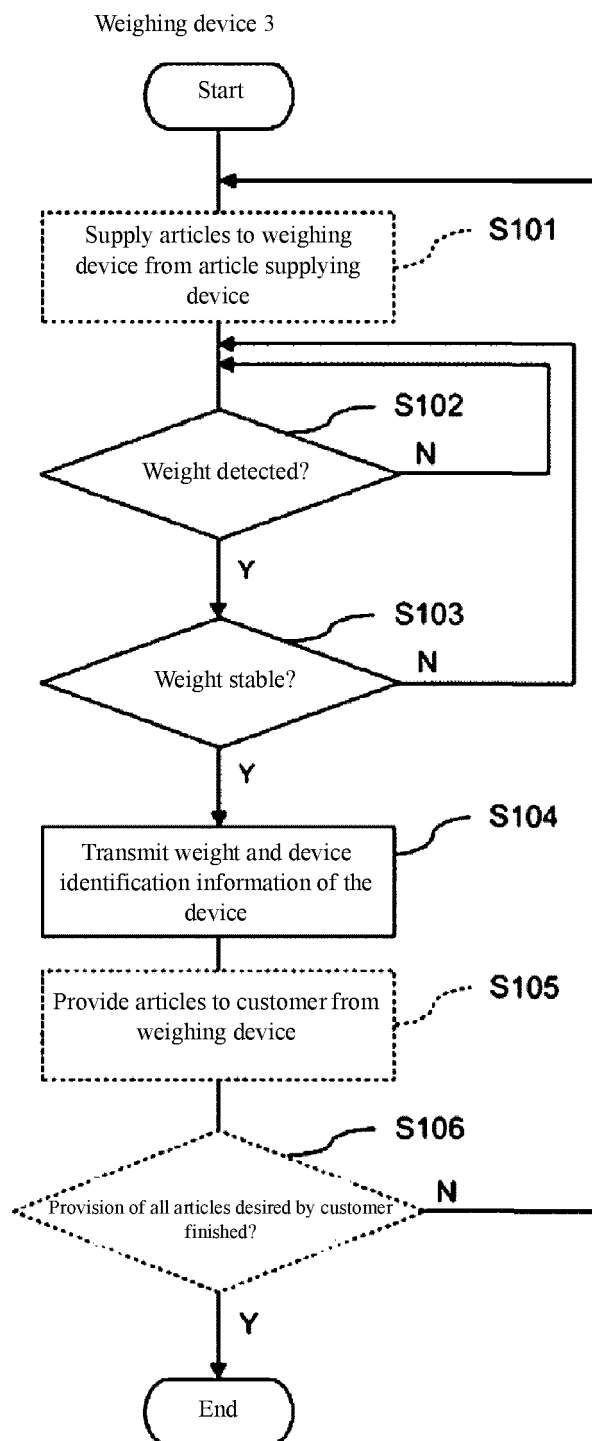 Weighing device 3
Start
Supply articles to weighing
device from article supplying
device
S101
S102
Weight detected?
N
Y
S103
Weight stable?
N
Y
S104
Transmit weight and device
identification information of the
device
S105
Provide articles to customer from
weighing device
S106
Provision of all articles desired by customer
finished?
N
Y
End